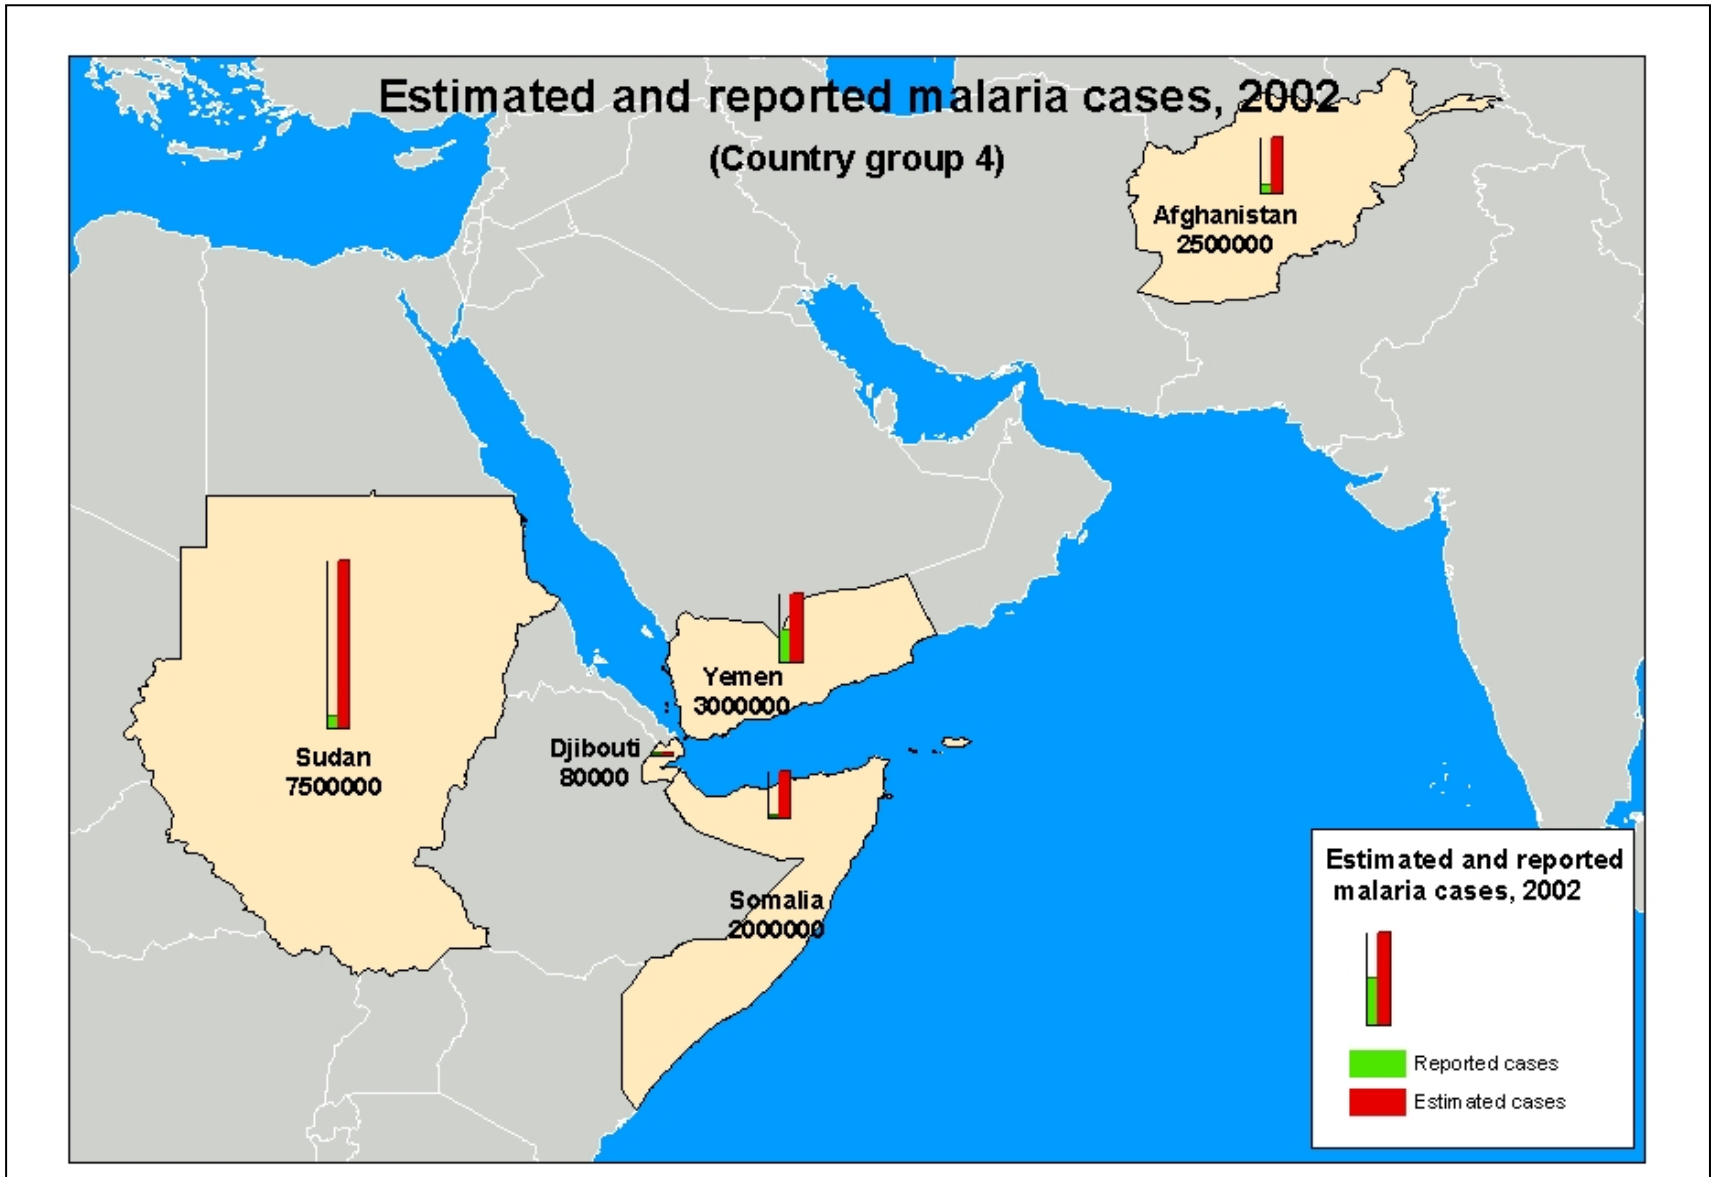 Estimated and reported malaria cases, 2002
(Country group 4)
Afghanistan
2500000
Yemen
3000000
Sudan
7500000
Djibouti
80000
Somalia
2000000
Estimated and reported
malaria cases, 2002
Reported cases
Estimated cases